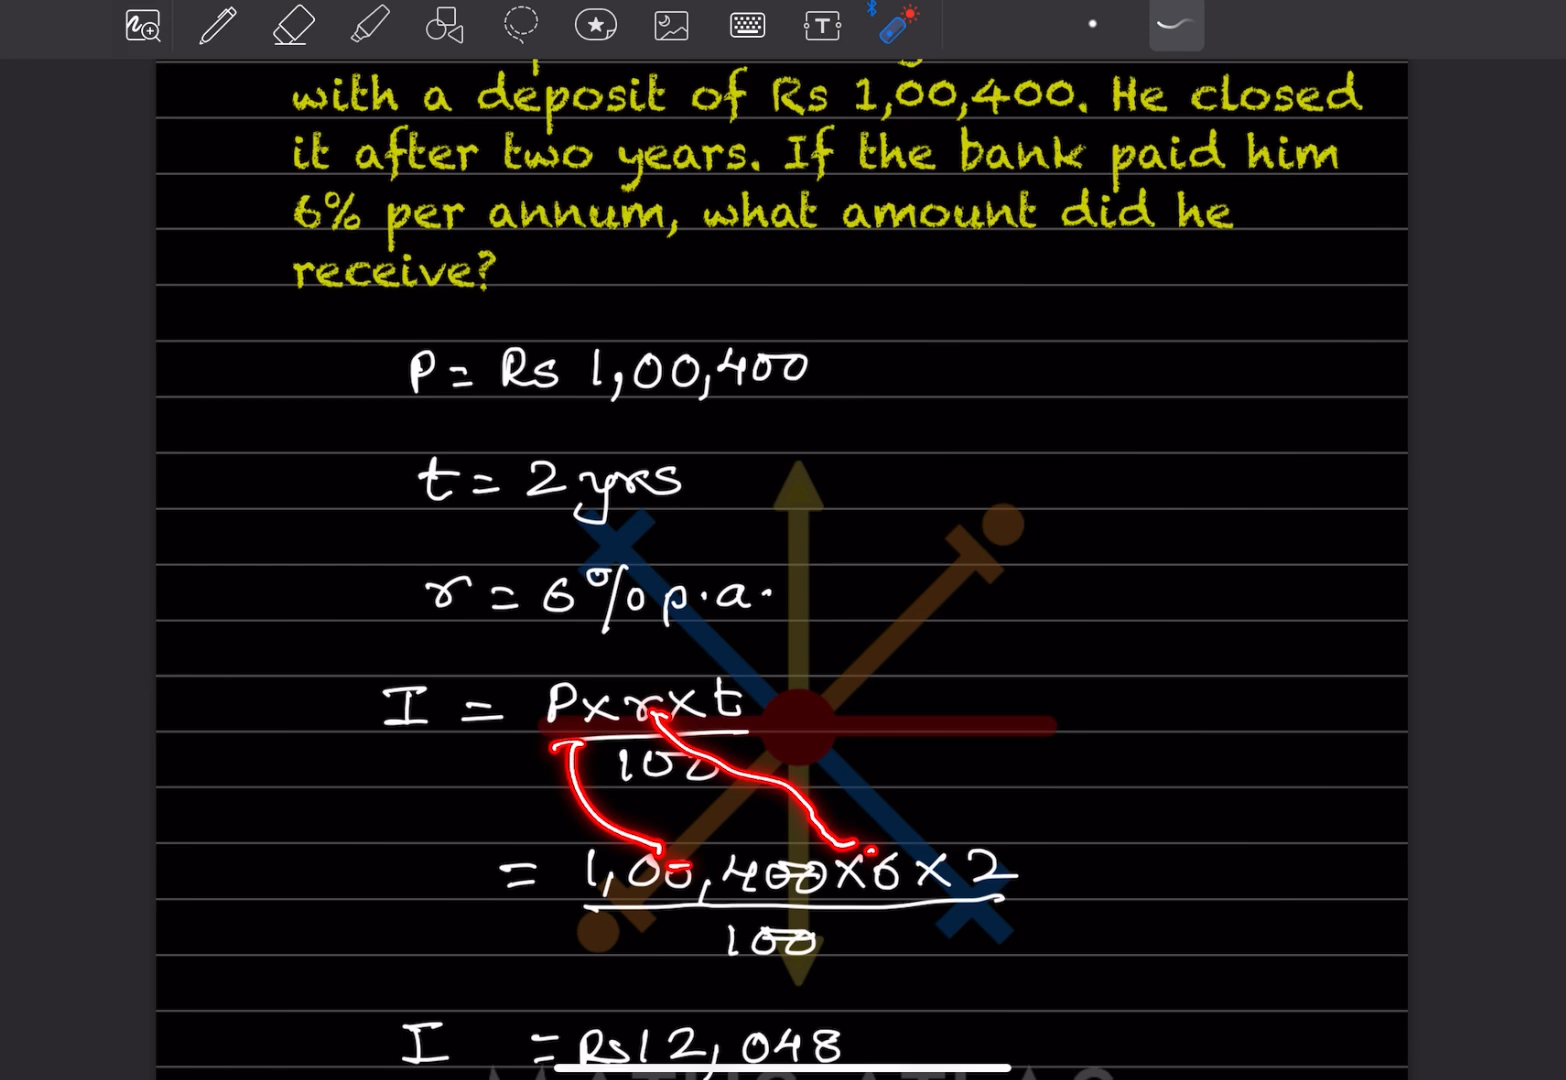 with a deposit of Rs 1,00,400. He closed
it after two years. If the bank paid him
6% per annum, what amount did he
receive?
P = Rs 1,00,400
t = 2 yrs
r = 6% p.a.
I = P x r x t
100
= 1,00,400 x 6 x 2
100
I = Rs 12,048